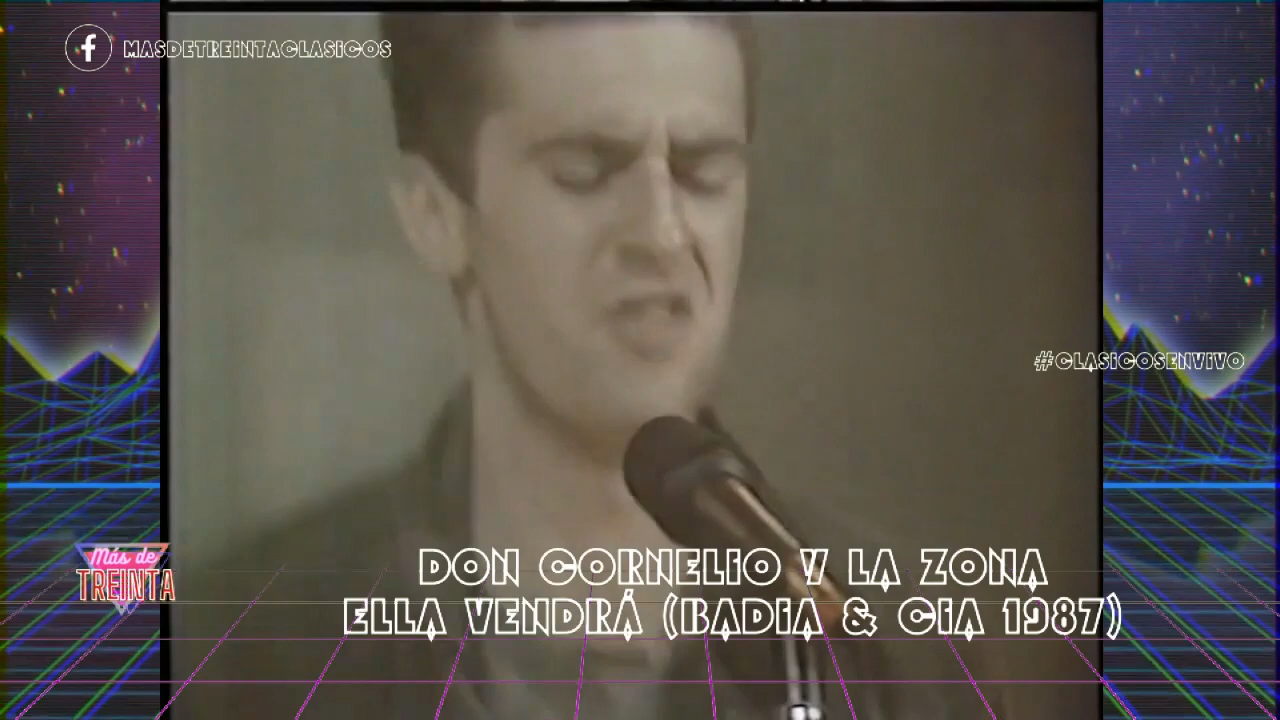 MASDETREINTACLASICOS
#CLASICOSENVIVO
Más de
TREINTA
DON CORNELIO Y LA ZONA
ELLA VENDRÁ (BADIA & CIA 1987)